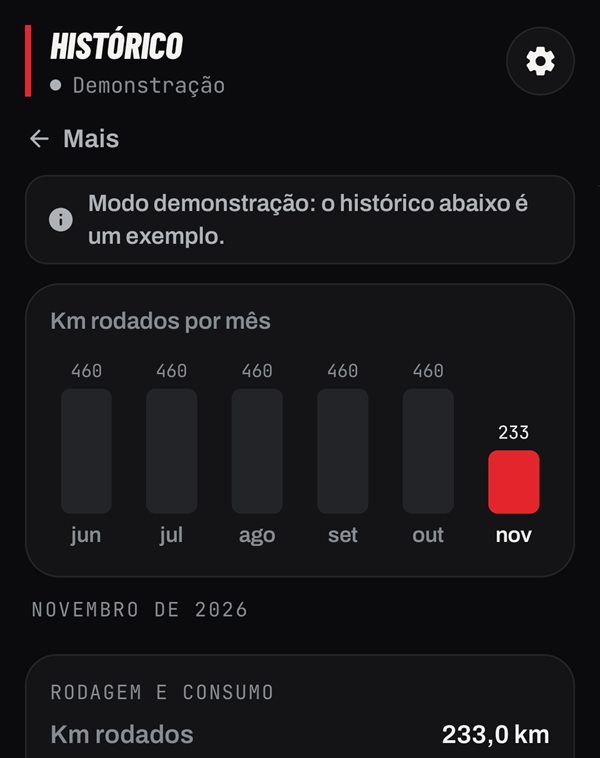 HISTÓRICO
Demonstração
Mais
Modo demonstração: o histórico abaixo é
um exemplo.
Km rodados por mês
460 460 460 460 460
233
jun jul ago set out nov
NOVEMBRO DE 2026
RODAGEM E CONSUMO
Km rodados 233,0 km